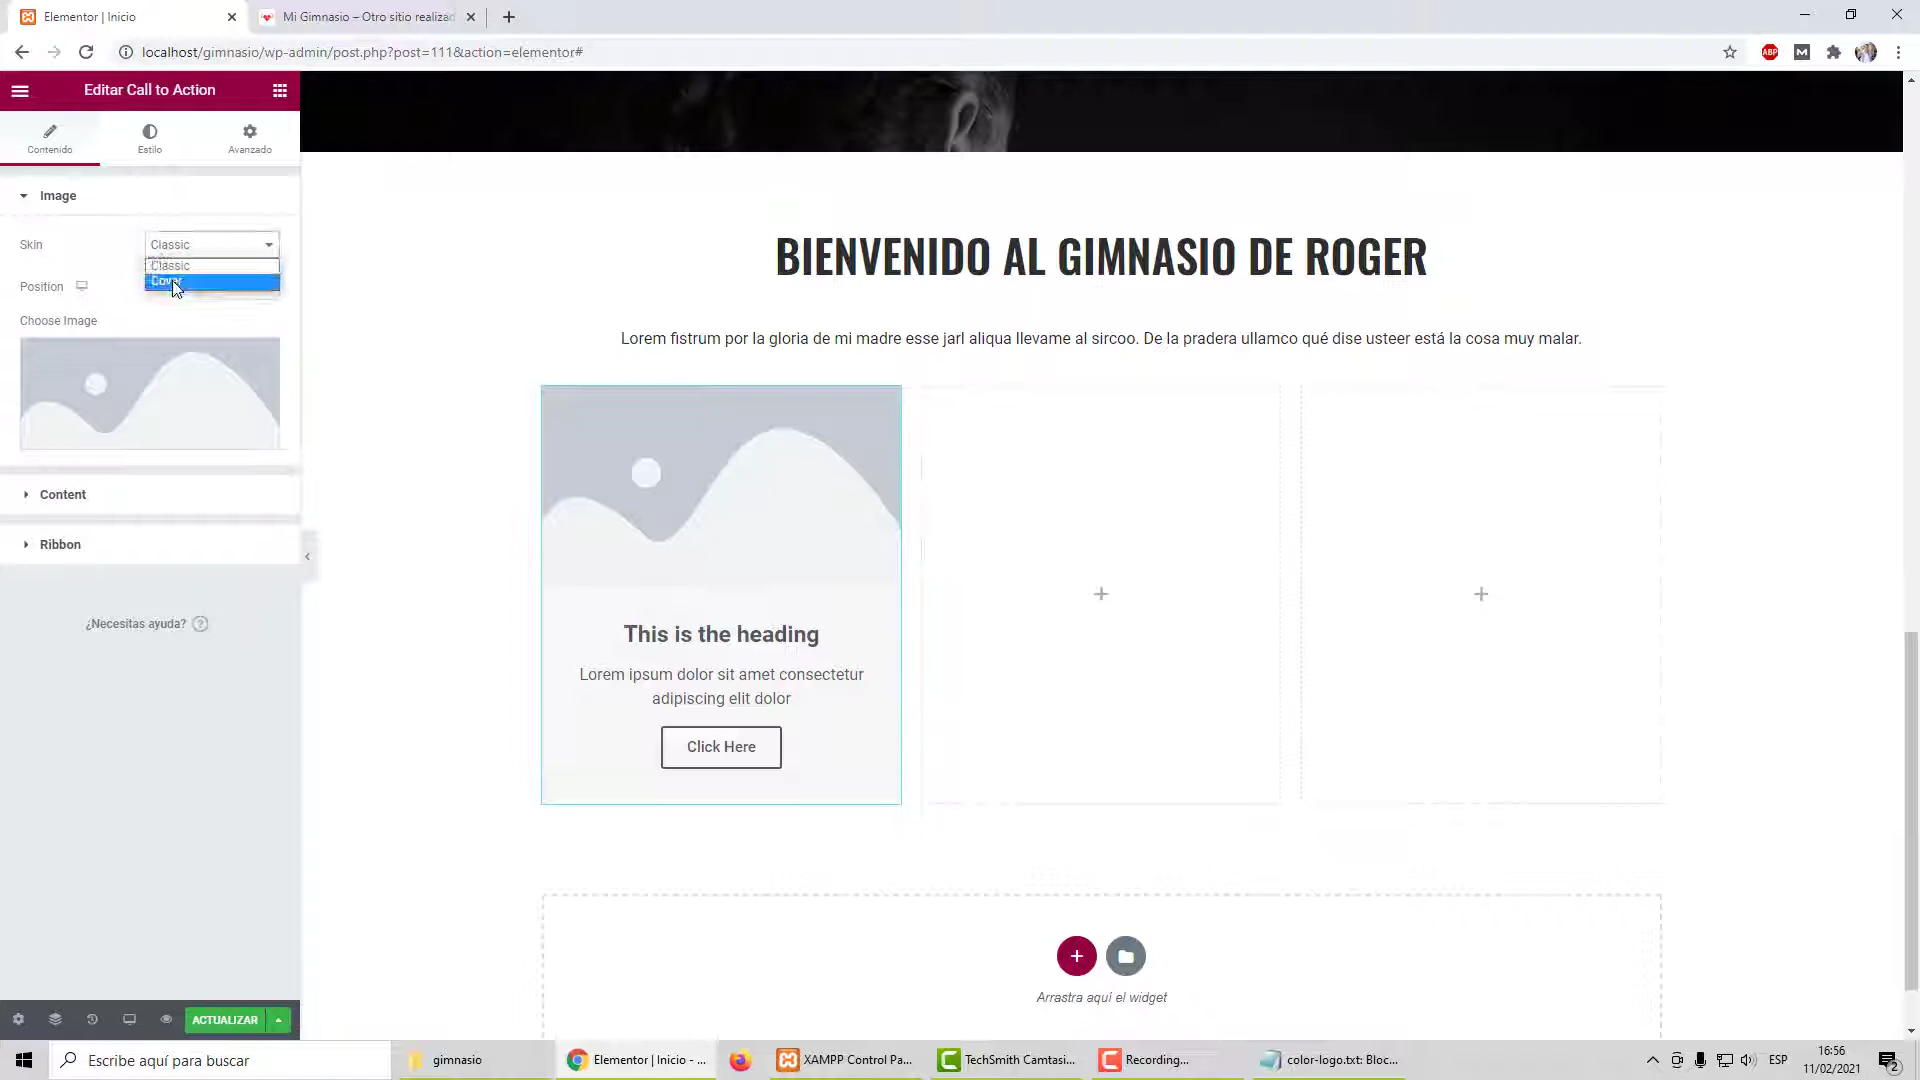 Elementor | Inicio
Mi Gimnasio – Otro sitio realizad
localhost/gimnasio/wp-admin/post.php?post=111&action=elementor#
ABP
Editar Call to Action
Contenido
Estilo
Avanzado
Image
Skin
Classic
Classic
Cover
Position
Choose Image
Content
Ribbon
¿Necesitas ayuda?
ACTUALIZAR
BIENVENIDO AL GIMNASIO DE ROGER
Lorem fistrum por la gloria de mi madre esse jarl aliqua llevame al sircoo. De la pradera ullamco qué dise usteer está la cosa muy malar.
This is the heading
Lorem ipsum dolor sit amet consectetur
adipiscing elit dolor
Click Here
Arrastra aquí el widget
Escribe aquí para buscar
gimnasio
Elementor | Inicio - ...
XAMPP Control Pa...
TechSmith Camtasi...
Recording...
color-logo.txt: Bloc...
ESP
16:56
11/02/2021
2